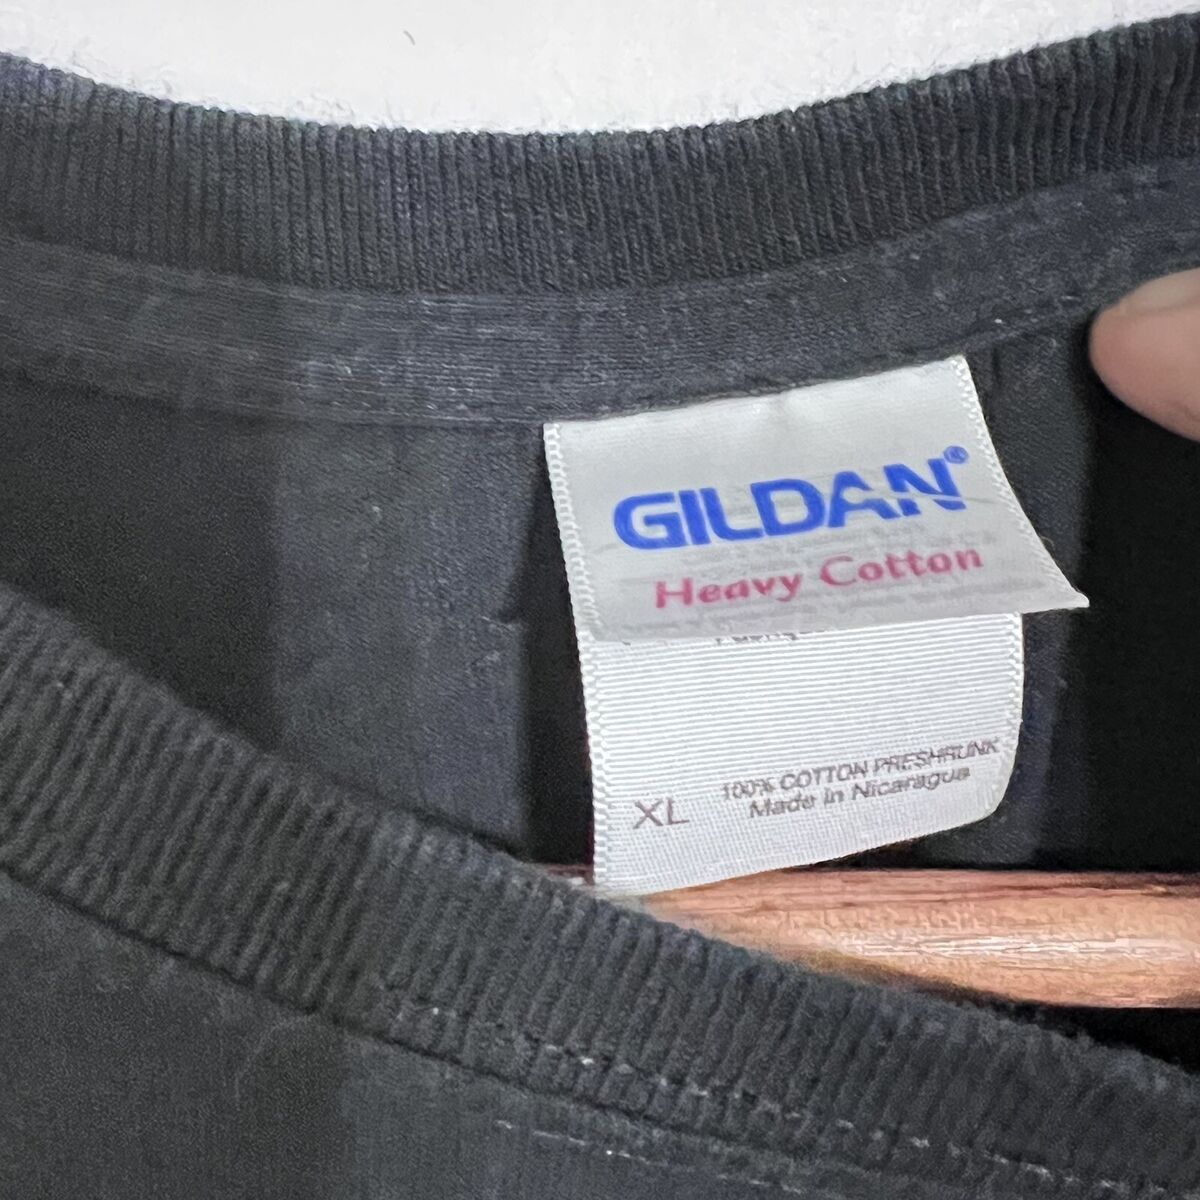 GILDAN®
Heavy Cotton
XL
100% COTTON PRESHRUNK
Made in Nicaragua